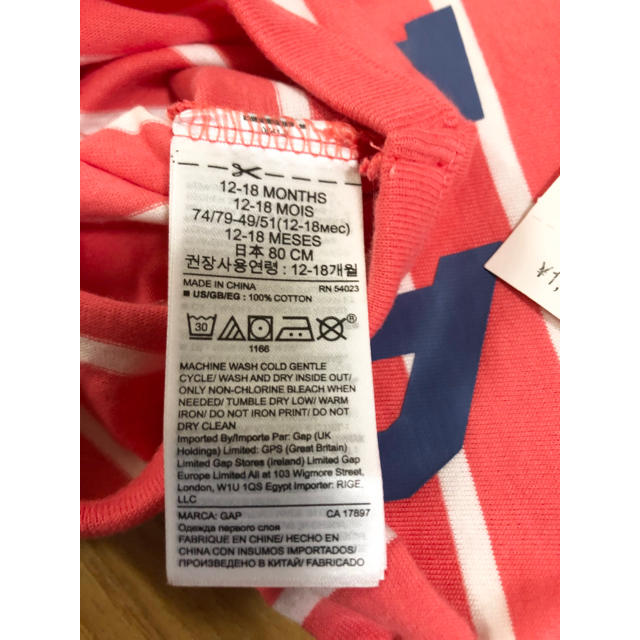 12-18 MONTHS
12-18 MOIS
74/79-49/51(12-18мес)
12-18 MESES
日本 80 CM
권장사용연령 : 12-18개월
MADE IN CHINA RN 54023
■ US/GB/EG : 100% COTTON
30
®
1166
MACHINE WASH COLD GENTLE
CYCLE/ WASH AND DRY INSIDE OUT/
ONLY NON-CHLORINE BLEACH WHEN
NEEDED/ TUMBLE DRY LOW/ WARM
IRON/ DO NOT IRON PRINT/ DO NOT
DRY CLEAN
Imported By/Importe Par: Gap (UK
Holdings) Limited: GPS (Great Britain)
Limited Gap Stores (Ireland) Limited Gap
Europe Limited All at 103 Wigmore Street,
London, W1U 1QS Egypt Importer: RIGE,
LLC
MARCA: GAP CA 17897
Одежда первого слоя
FABRIQUE EN CHINE/ HECHO EN
CHINA CON INSUMOS IMPORTADOS/
ПРОИЗВЕДЕНО В КИТАЙ/ FABRICADO
¥1,